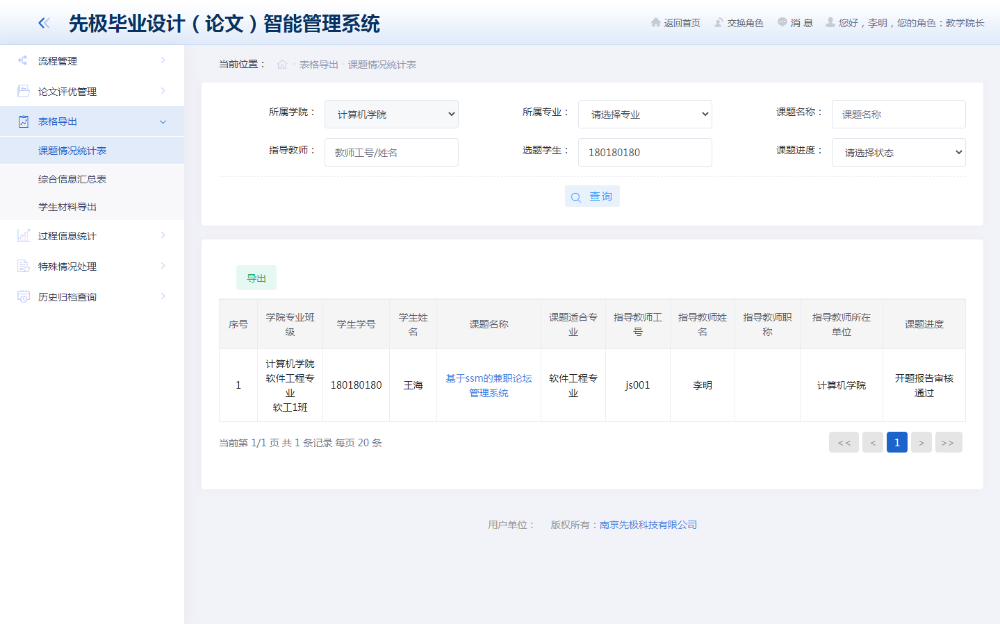 先极毕业设计（论文）智能管理系统
返回首页 交换角色 消 息 您好，李明，您的角色：教学院长
流程管理
论文评优管理
表格导出
课题情况统计表
综合信息汇总表
学生材料导出
过程信息统计
特殊情况处理
历史归档查询
当前位置： 表格导出 课题情况统计表
所属学院： 计算机学院 所属专业： 请选择专业 课题名称： 课题名称
指导教师： 教师工号/姓名 选题学生： 180180180 课题进度： 请选择状态
查询
导出
序号 学院专业班级 学生学号 学生姓名 课题名称 课题适合专业 指导教师工号 指导教师姓名 指导教师职称 指导教师所在单位 课题进度
1 计算机学院 软件工程专业 软工1班 180180180 王海 基于ssm的兼职论坛管理系统 软件工程专业 js001 李明 计算机学院 开题报告审核通过
当前第 1/1 页 共 1 条记录 每页 20 条 << < 1 > >>
用户单位： 版权所有：南京先极科技有限公司